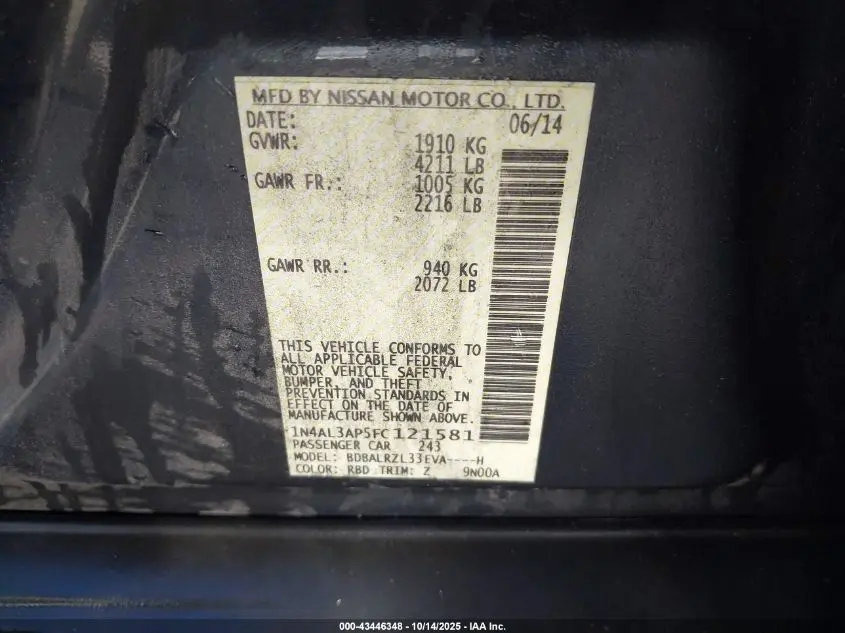 MFD BY NISSAN MOTOR CO., LTD.
DATE: 06/14
GVWR: 1910 KG
4211 LB
GAWR FR.: 1005 KG
2216 LB
GAWR RR.: 940 KG
2072 LB
THIS VEHICLE CONFORMS TO
ALL APPLICABLE FEDERAL
MOTOR VEHICLE SAFETY,
BUMPER, AND THEFT
PREVENTION STANDARDS IN
EFFECT ON THE DATE OF
MANUFACTURE SHOWN ABOVE.
1N4AL3AP5FC121581
PASSENGER CAR 243
MODEL: BDBALRZL33EVA----H
COLOR: RBD TRIM: Z 9N00A
000-43446348 - 10/14/2025 - IAA Inc.